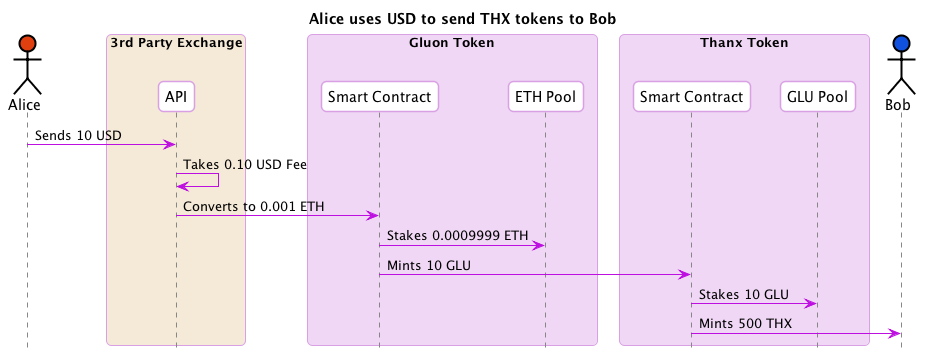 Alice uses USD to send THX tokens to Bob
3rd Party Exchange
Gluon Token
Thanx Token
Alice
API
Smart Contract
ETH Pool
Smart Contract
GLU Pool
Bob
Sends 10 USD
Takes 0.10 USD Fee
Converts to 0.001 ETH
Stakes 0.0009999 ETH
Mints 10 GLU
Stakes 10 GLU
Mints 500 THX